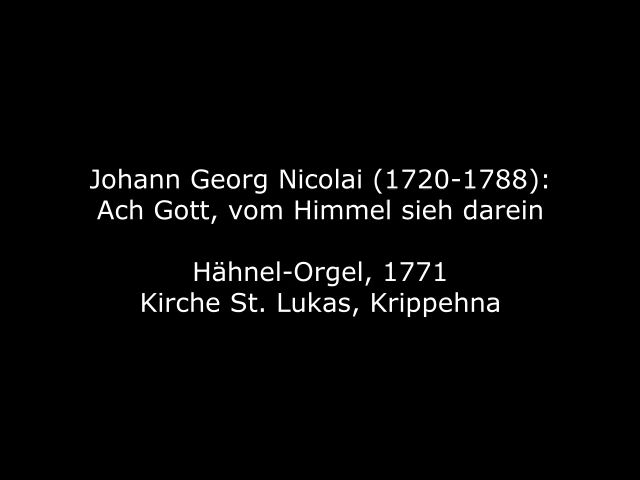 Johann Georg Nicolai (1720-1788):
Ach Gott, vom Himmel sieh darein
Hähnel-Orgel, 1771
Kirche St. Lukas, Krippehna